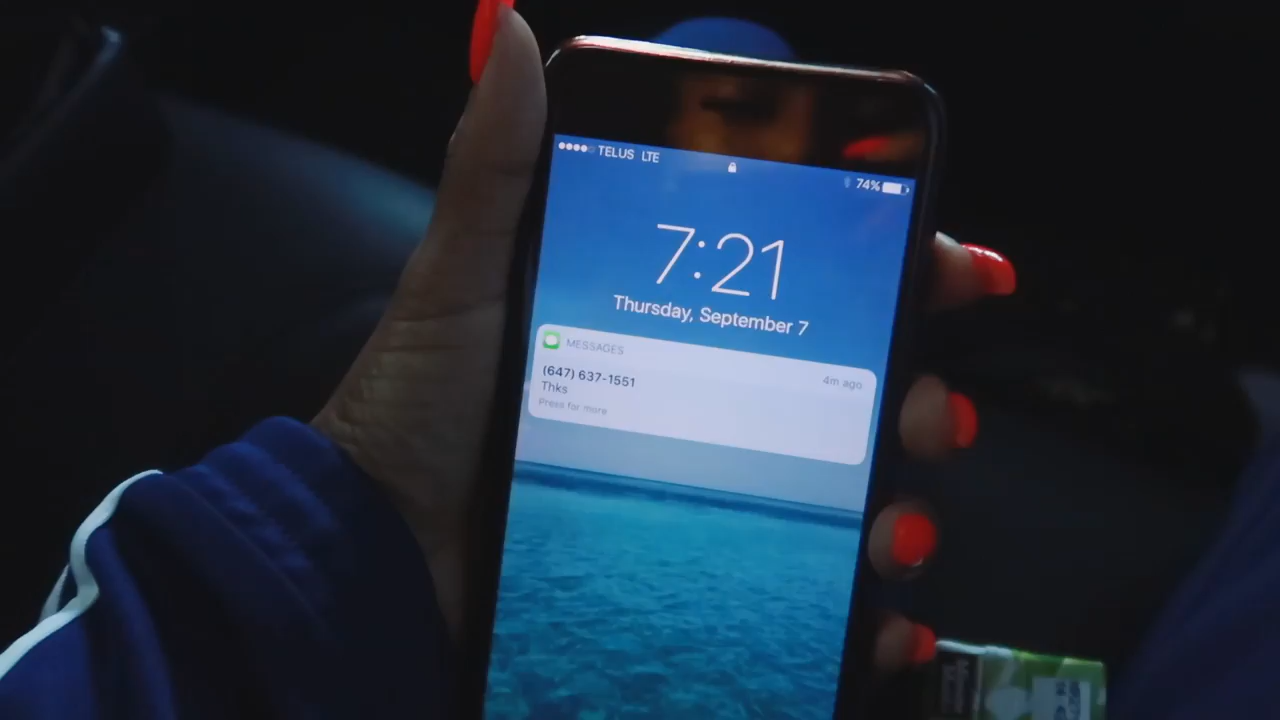 TELUS LTE
74%
7:21
Thursday, September 7
MESSAGES
4m ago
(647) 637-1551
Thks
Press for more